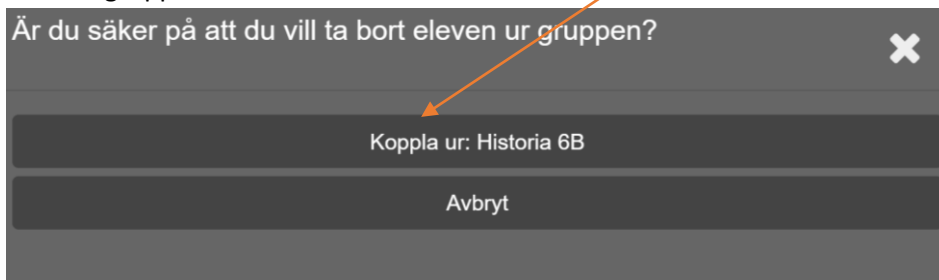 Är du säker på att du vill ta bort eleven ur gruppen?
Koppla ur: Historia 6B
Avbryt